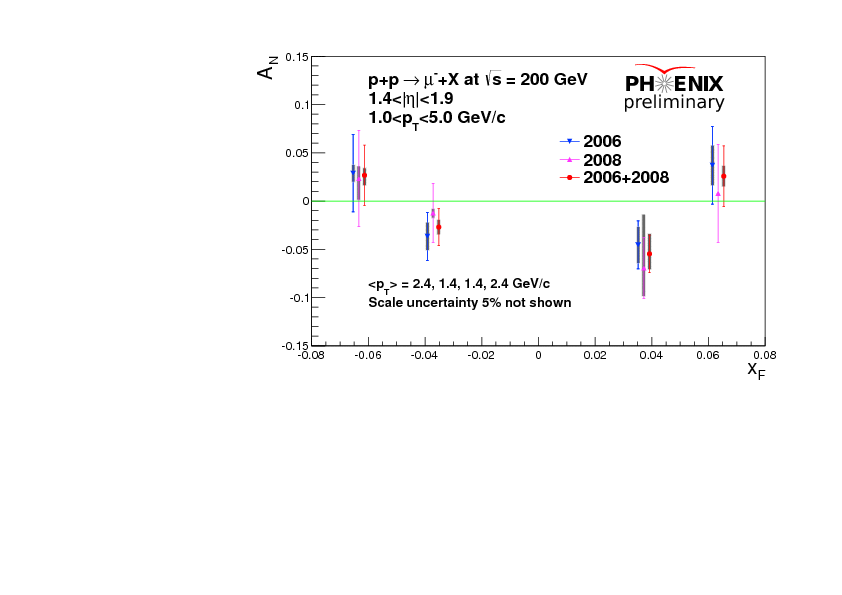 A_N
0.15
0.1
0.05
0
-0.05
-0.1
-0.15
p+p → μ⁻+X at √s = 200 GeV
1.4<|η|<1.9
1.0<p_T<5.0 GeV/c
PHENIX
preliminary
2006
2008
2006+2008
<p_T> = 2.4, 1.4, 1.4, 2.4 GeV/c
Scale uncertainty 5% not shown
-0.08 -0.06 -0.04 -0.02 0 0.02 0.04 0.06 0.08
x_F